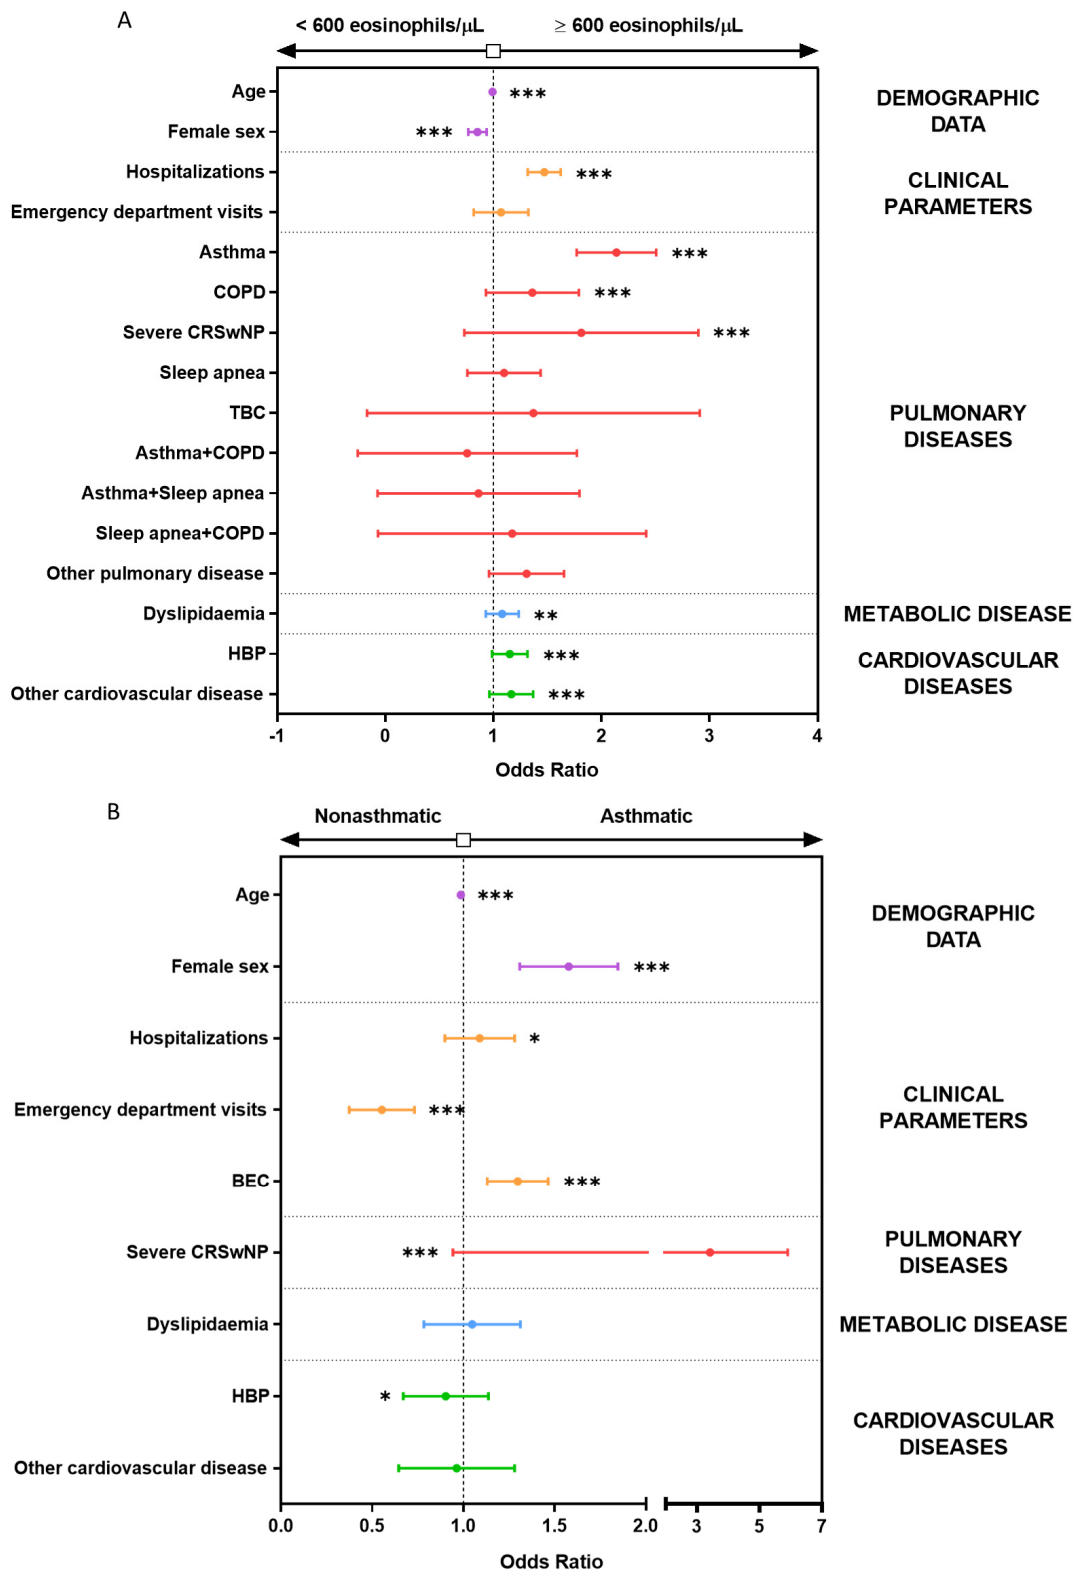 A
< 600 eosinophils/μL
≥ 600 eosinophils/μL
Age
***
Female sex
***
DEMOGRAPHIC
DATA
Hospitalizations
***
Emergency department visits
CLINICAL
PARAMETERS
Asthma
***
COPD
***
Severe CRSwNP
***
Sleep apnea
TBC
Asthma+COPD
Asthma+Sleep apnea
Sleep apnea+COPD
Other pulmonary disease
PULMONARY
DISEASES
Dyslipidaemia
**
METABOLIC DISEASE
HBP
***
Other cardiovascular disease
***
CARDIOVASCULAR
DISEASES
-1 0 1 2 3 4
Odds Ratio
B
Nonasthmatic
Asthmatic
Age
***
Female sex
***
DEMOGRAPHIC
DATA
Hospitalizations
*
Emergency department visits
***
BEC
***
CLINICAL
PARAMETERS
Severe CRSwNP
***
PULMONARY
DISEASES
Dyslipidaemia
METABOLIC DISEASE
HBP
*
Other cardiovascular disease
CARDIOVASCULAR
DISEASES
0.0 0.5 1.0 1.5 2.0 3 5 7
Odds Ratio